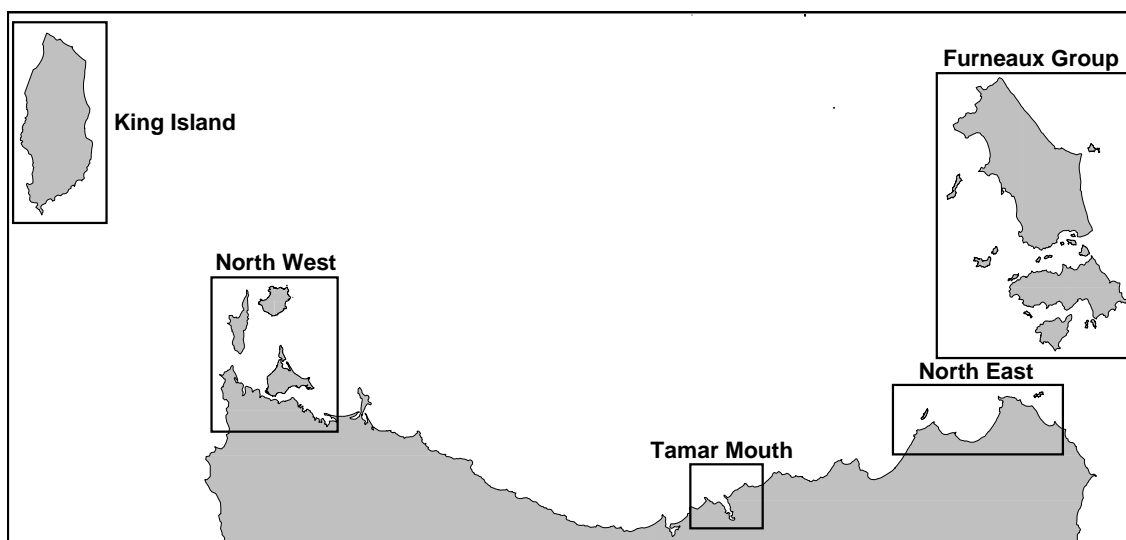 Furneaux Group
King Island
North West
North East
Tamar Mouth